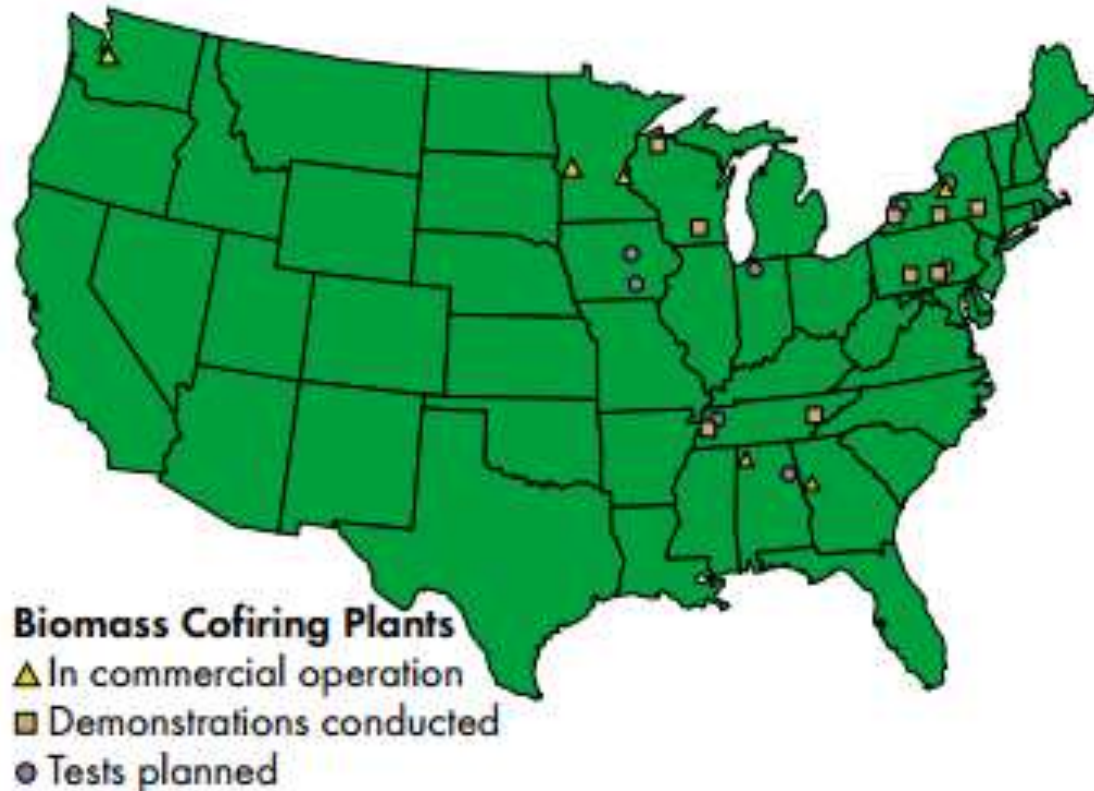 Biomass Cofiring Plants
In commercial operation
Demonstrations conducted
Tests planned